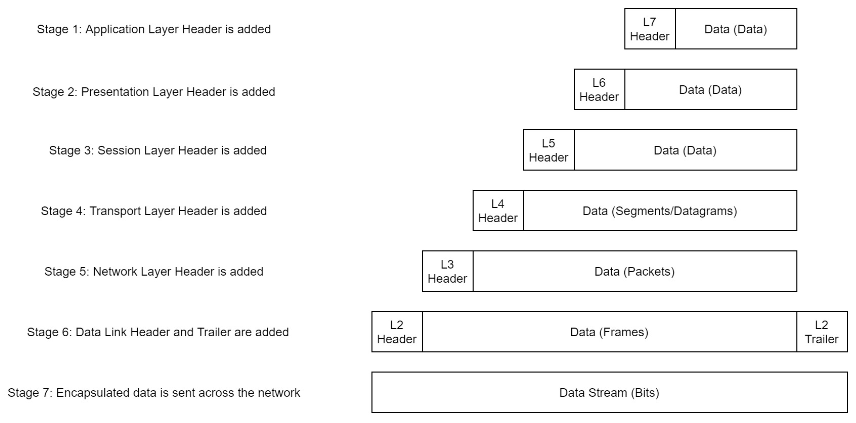 Stage 1: Application Layer Header is added
L7
Header
Data (Data)
Stage 2: Presentation Layer Header is added
L6
Header
Data (Data)
Stage 3: Session Layer Header is added
L5
Header
Data (Data)
Stage 4: Transport Layer Header is added
L4
Header
Data (Segments/Datagrams)
Stage 5: Network Layer Header is added
L3
Header
Data (Packets)
Stage 6: Data Link Header and Trailer are added
L2
Header
Data (Frames)
L2
Trailer
Stage 7: Encapsulated data is sent across the network
Data Stream (Bits)